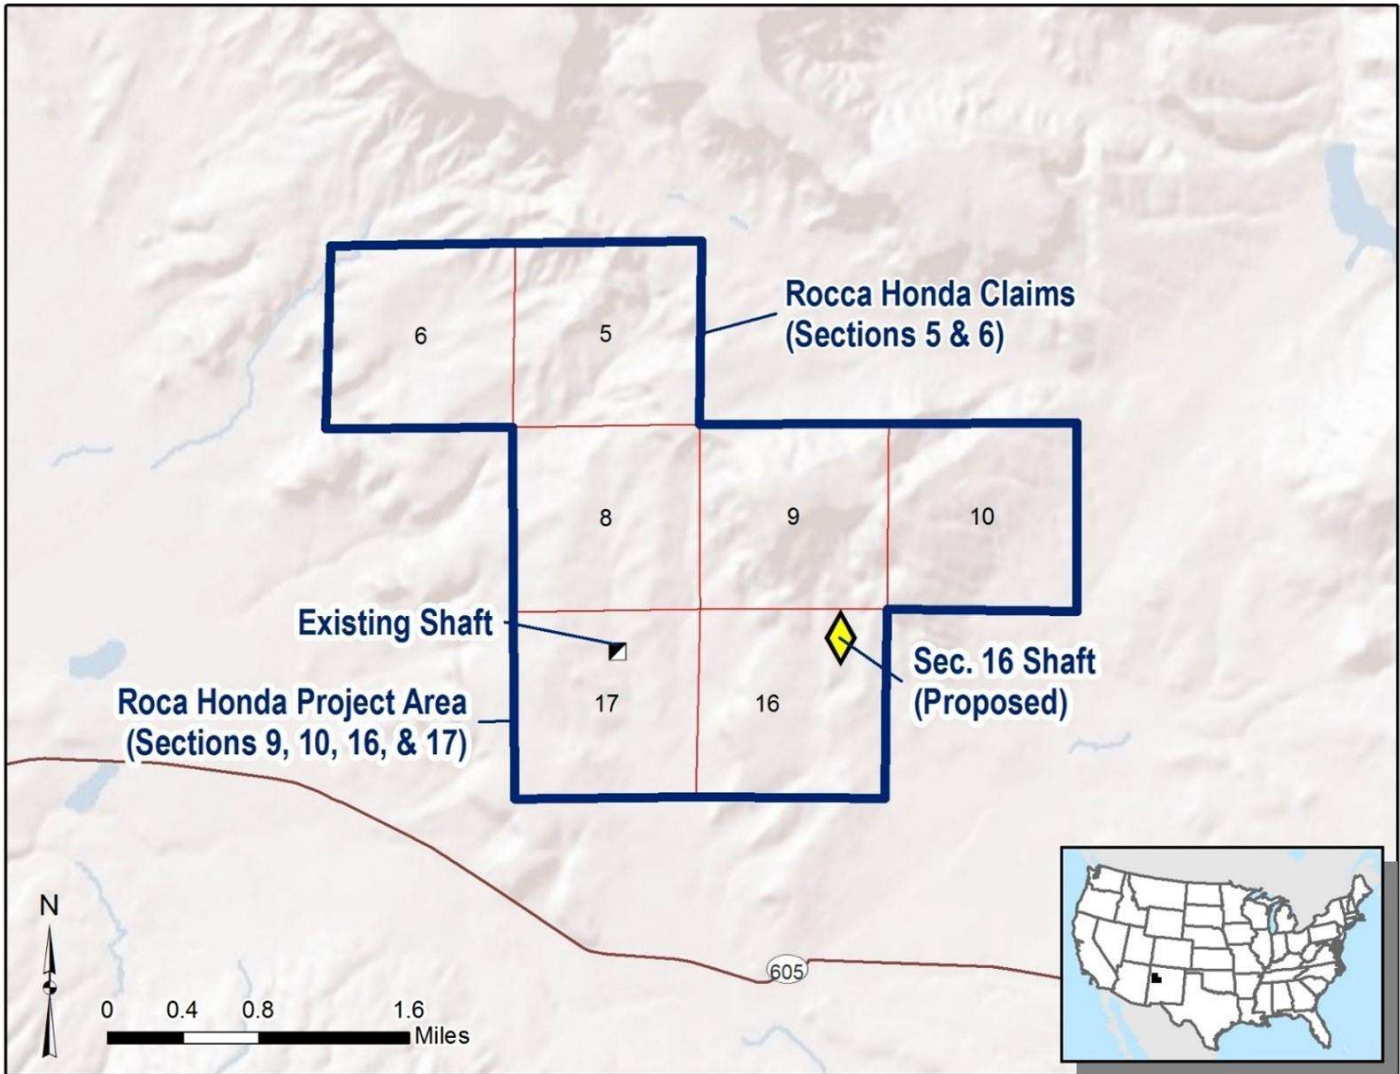 Rocca Honda Claims
(Sections 5 & 6)
6
5
8
9
10
Existing Shaft
Sec. 16 Shaft
(Proposed)
17
16
Roca Honda Project Area
(Sections 9, 10, 16, & 17)
605
N
0 0.4 0.8 1.6
Miles